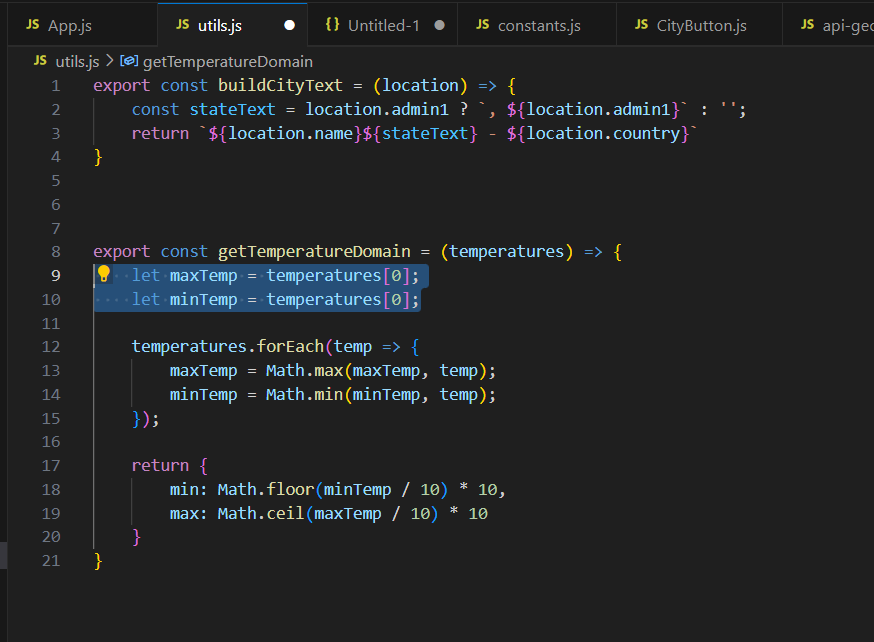 JS App.js
JS utils.js
{} Untitled-1
JS constants.js
JS CityButton.js
JS api-geo
JS utils.js > getTemperatureDomain
1 export const buildCityText = (location) => {
2     const stateText = location.admin1 ? `, ${location.admin1}` : '';
3     return `${location.name}${stateText} - ${location.country}`
4 }
5
6
7
8 export const getTemperatureDomain = (temperatures) => {
9     let maxTemp = temperatures[0];
10     let minTemp = temperatures[0];
11
12     temperatures.forEach(temp => {
13         maxTemp = Math.max(maxTemp, temp);
14         minTemp = Math.min(minTemp, temp);
15     });
16
17     return {
18         min: Math.floor(minTemp / 10) * 10,
19         max: Math.ceil(maxTemp / 10) * 10
20     }
21 }